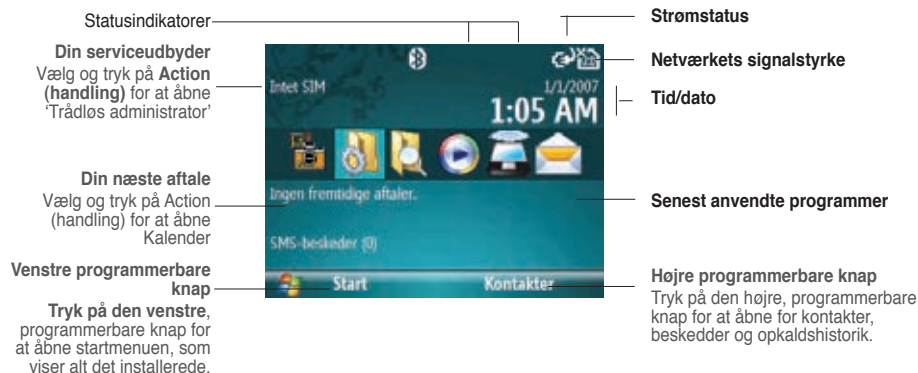 Statusindikatorer
Din serviceudbyder
Vælg og tryk på Action
(handling) for at åbne
‘Trådløs administrator’
Din næste aftale
Vælg og tryk på Action
(handling) for at åbne
Kalender
Venstre programmerbare
knap
Tryk på den venstre,
programmerbare knap for
at åbne startmenuen, som
viser alt det installerede.
Intet SIM
1/1/2007
1:05 AM
Ingen fremtidige aftaler.
SMS-beskeder (0)
Start
Kontakter
Strømstatus
Netværkets signalstyrke
Tid/dato
Senest anvendte programmer
Højre programmerbare knap
Tryk på den højre, programmerbare
knap for at åbne for kontakter,
beskedder og opkaldshistorik.